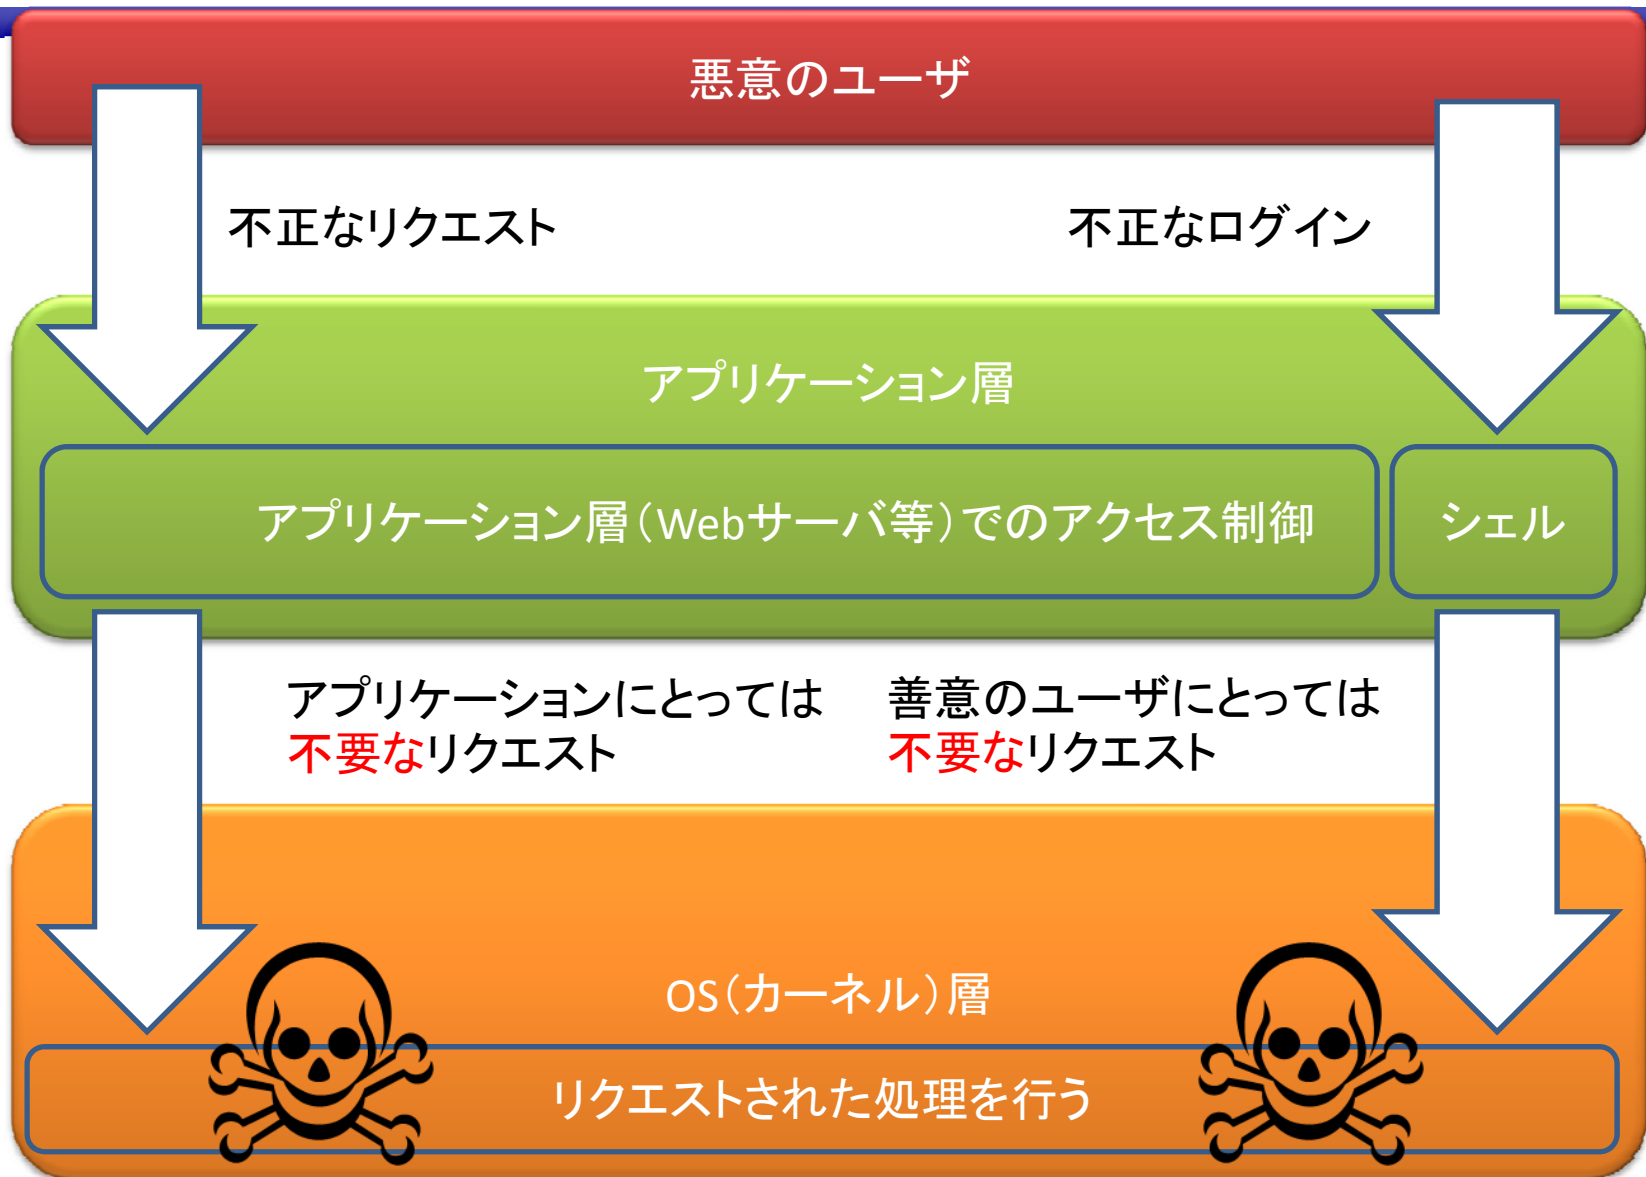 悪意のユーザ
不正なリクエスト
不正なログイン
アプリケーション層
アプリケーション層(Webサーバ等)でのアクセス制御
シェル
アプリケーションにとっては
不要なリクエスト
善意のユーザにとっては
不要なリクエスト
OS(カーネル)層
リクエストされた処理を行う